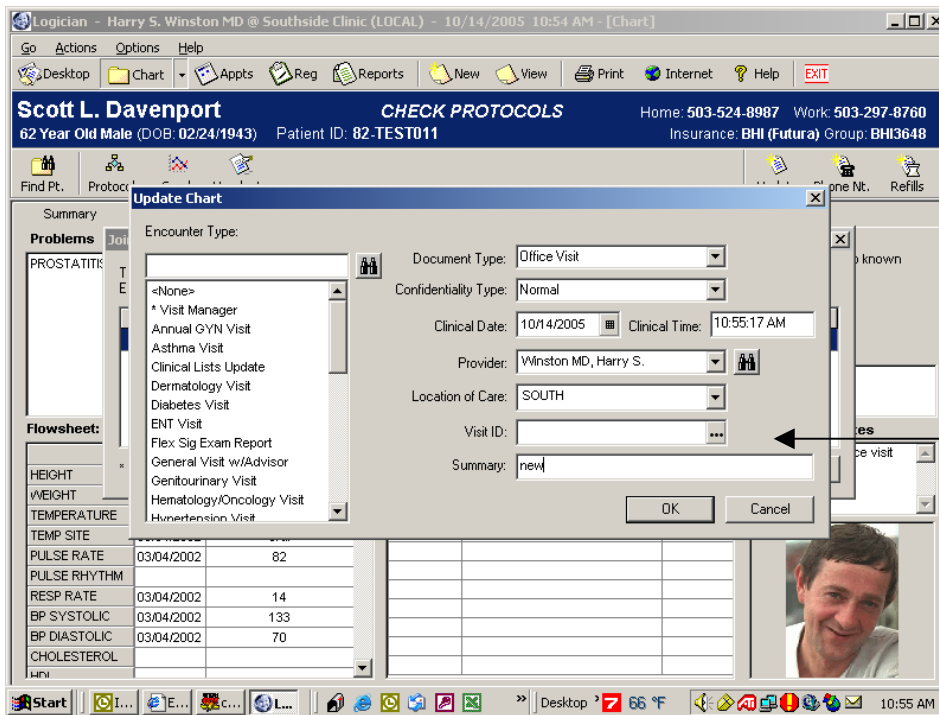 Logician - Harry S. Winston MD @ Southside Clinic (LOCAL) - 10/14/2005 10:54 AM - [Chart]
Go Actions Options Help
Desktop Chart Appts Reg Reports New View Print Internet Help EXIT
Scott L. Davenport CHECK PROTOCOLS Home: 503-524-8987 Work: 503-297-8760
62 Year Old Male (DOB: 02/24/1943) Patient ID: 82-TEST011 Insurance: BHI (Futura) Group: BHI3648
Find Pt. Refills
Summary
Update Chart
Problems
PROSTATITIS
known
Encounter Type:
<None>
* Visit Manager
Annual GYN Visit
Asthma Visit
Clinical Lists Update
Dermatology Visit
Diabetes Visit
ENT Visit
Flex Sig Exam Report
General Visit w/Advisor
Genitourinary Visit
Hematology/Oncology Visit
Hypertension Visit
Document Type: Office Visit
Confidentiality Type: Normal
Clinical Date: 10/14/2005 Clinical Time: 10:55:17 AM
Provider: Winston MD, Harry S.
Location of Care: SOUTH
Visit ID: ...
Summary: new
OK Cancel
Flowsheet:
visit
HEIGHT
WEIGHT
TEMPERATURE
TEMP SITE
PULSE RATE 03/04/2002 82
PULSE RHYTHM
RESP RATE 03/04/2002 14
BP SYSTOLIC 03/04/2002 133
BP DIASTOLIC 03/04/2002 70
CHOLESTEROL
HDL
Start I... E... c... L... » Desktop » 7 66 °F 10:55 AM